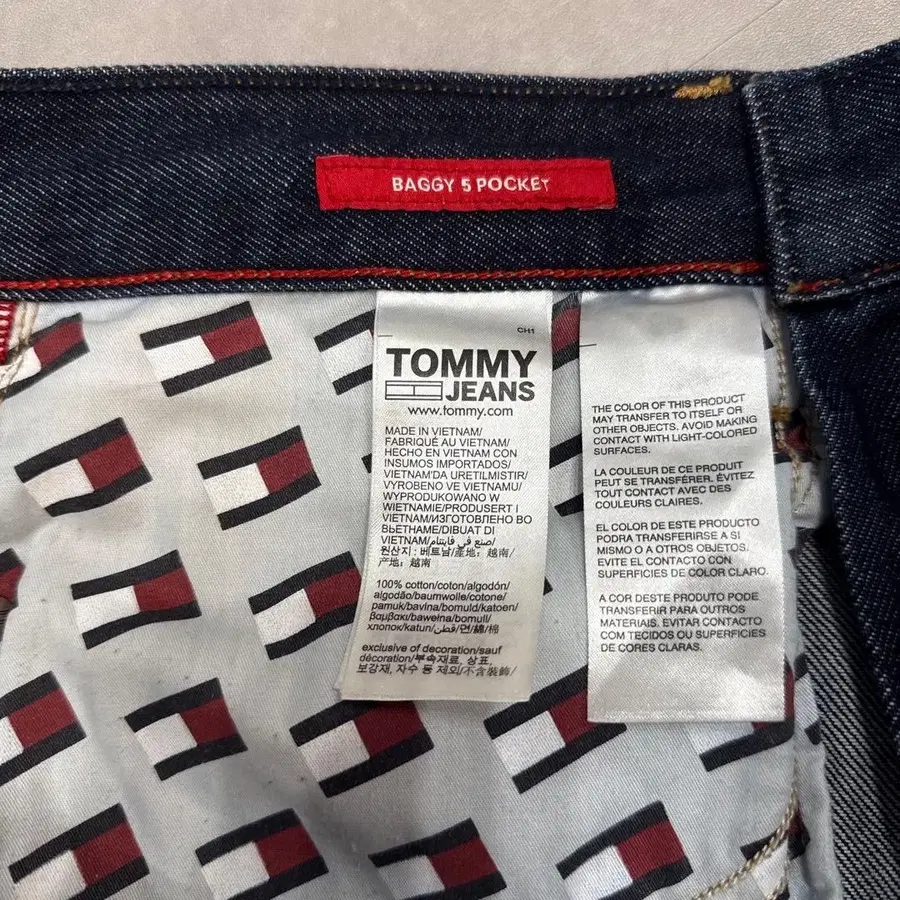 BAGGY 5 POCKET
CH1
TOMMY
JEANS
www.tommy.com
MADE IN VIETNAM/
FABRIQUÉ AU VIETNAM/
HECHO EN VIETNAM CON
INSUMOS IMPORTADOS/
VIETNAM'DA URETILMISTIR/
VYROBENO VE VIETNAMU/
WYPRODUKOWANO W
WIETNAMIE/PRODUSERT I
VIETNAM/ИЗГОТОВЛЕНО ВО
ВЬЕТНАМЕ/DIBUAT DI
VIETNAM/صنع في فايتنام/
원산지 : 베트남/產地：越南/
产地：越南
100% cotton/coton/algodón/
algodão/baumwolle/cotone/
pamuk/bavlna/bomuld/katoen/
βαμβακι/bawełna/bomull/
хлопок/katun/قطن/면/綿/棉
exclusive of decoration/sauf
décoration/부속재료, 상표,
보강재, 자수 등 제외/不含裝飾/
THE COLOR OF THIS PRODUCT
MAY TRANSFER TO ITSELF OR
OTHER OBJECTS. AVOID MAKING
CONTACT WITH LIGHT-COLORED
SURFACES.
LA COULEUR DE CE PRODUIT
PEUT SE TRANSFÉRER. ÉVITEZ
TOUT CONTACT AVEC DES
COULEURS CLAIRES.
EL COLOR DE ESTE PRODUCTO
PODRA TRANSFERIRSE A SI
MISMO O A OTROS OBJETOS.
EVITE EL CONTACTO CON
SUPERFICIES DE COLOR CLARO.
A COR DESTE PRODUTO PODE
TRANSFERIR PARA OUTROS
MATERIAIS. EVITAR CONTACTO
COM TECIDOS OU SUPERFÍCIES
DE CORES CLARAS.